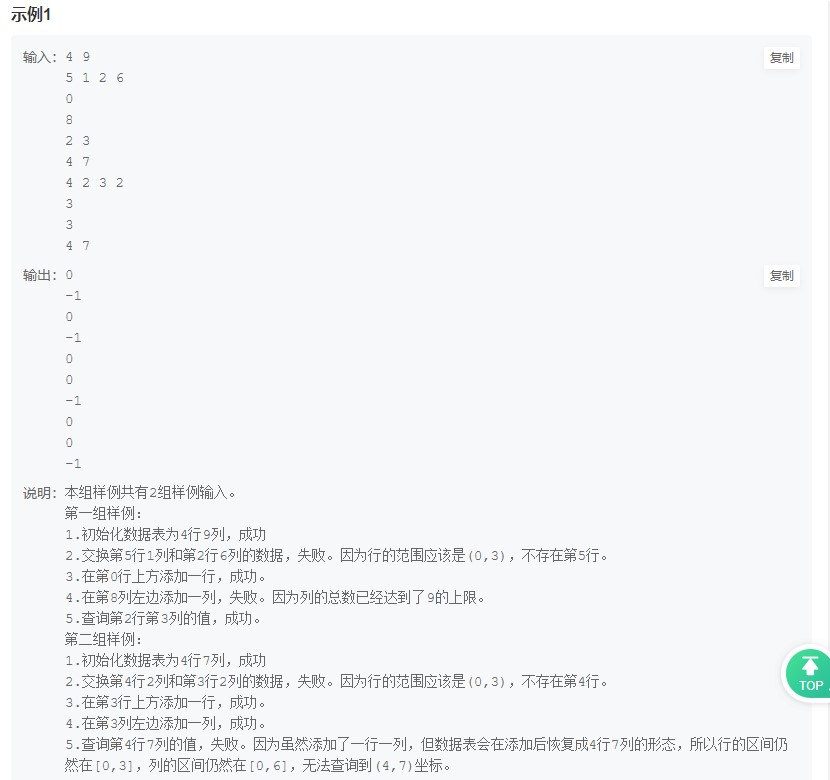 示例1
输入：4 9
复制
5 1 2 6
0
8
2 3
4 7
4 2 3 2
3
3
4 7
输出：0
复制
-1
0
-1
0
0
-1
0
0
-1
说明：本组样例共有2组样例输入。
第一组样例：
1.初始化数据表为4行9列，成功
2.交换第5行1列和第2行6列的数据，失败。因为行的范围应该是(0,3)，不存在第5行。
3.在第0行上方添加一行，成功。
4.在第8列左边添加一列，失败。因为列的总数已经达到了9的上限。
5.查询第2行第3列的值，成功。
第二组样例：
1.初始化数据表为4行7列，成功
2.交换第4行2列和第3行2列的数据，失败。因为行的范围应该是(0,3)，不存在第4行。
3.在第3行上方添加一行，成功。
4.在第3列左边添加一列，成功。
5.查询第4行7列的值，失败。因为虽然添加了一行一列，但数据表会在添加后恢复成4行7列的形态，所以行的区间仍
然在[0,3]，列的区间仍然在[0,6]，无法查询到(4,7)坐标。
TOP